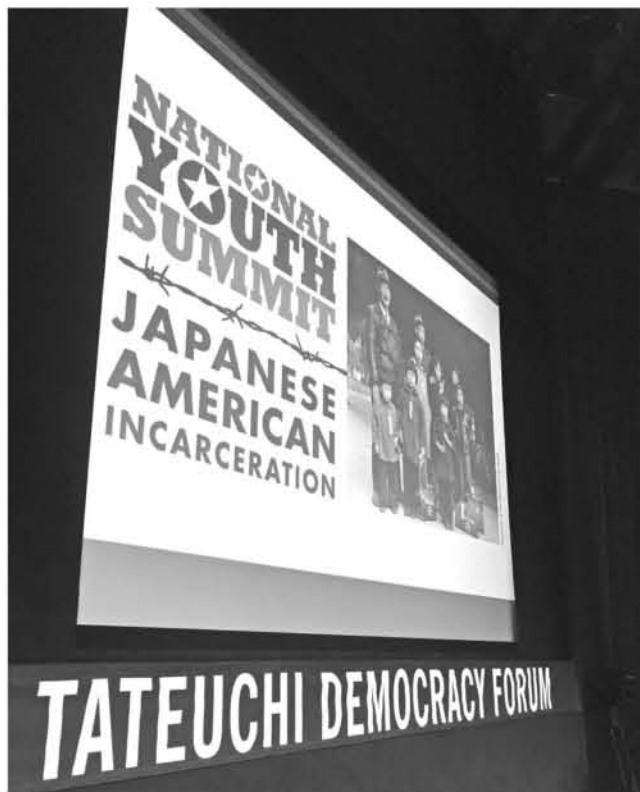 NATIONAL
YOUTH
SUMMIT
JAPANESE
AMERICAN
INCARCERATION
TATEUCHI DEMOCRACY FORUM